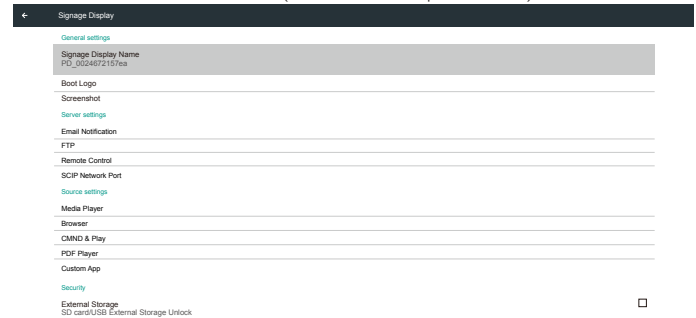 Signage Display
General settings
Signage Display Name
PD_0024672157ea
Boot Logo
Screenshot
Server settings
Email Notification
FTP
Remote Control
SCIP Network Port
Source settings
Media Player
Browser
CMND & Play
PDF Player
Custom App
Security
External Storage
SD card/USB External Storage Unlock